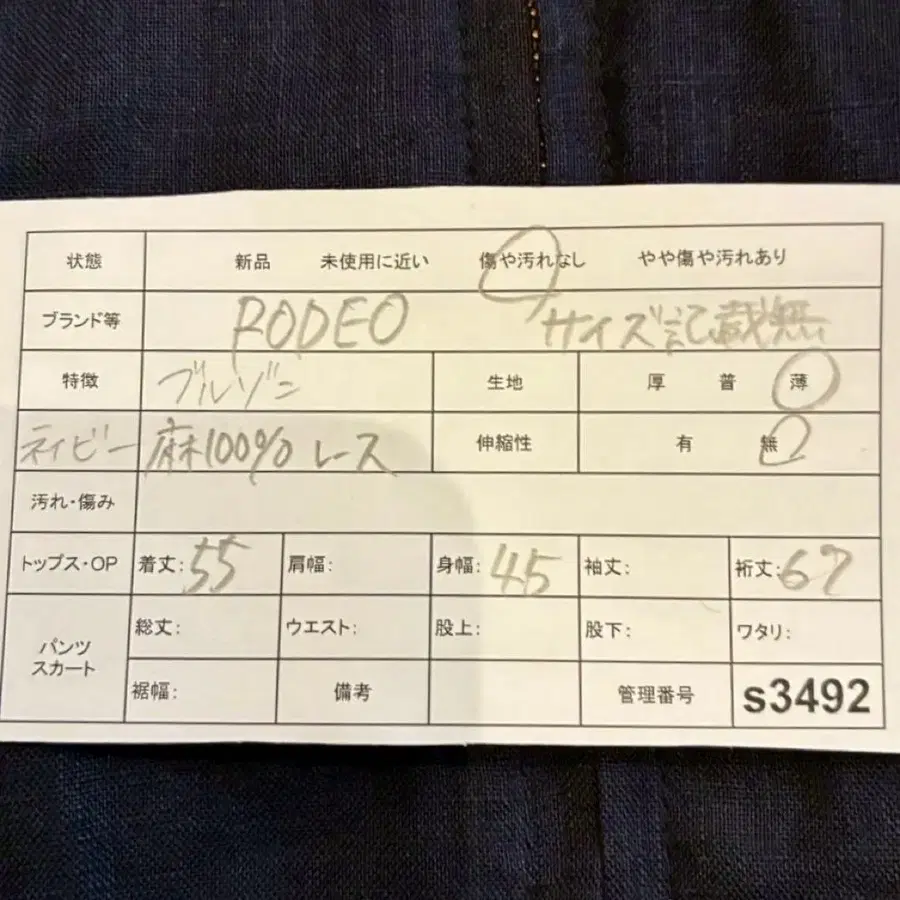 状態 新品 未使用に近い 傷や汚れなし やや傷や汚れあり
ブランド等 RODEO サイズ記載無
特徴 ブルゾン 生地 厚 普 薄
ネイビー 麻100% レース 伸縮性 有 無
汚れ・傷み
トップス・OP 着丈: 55 肩幅: 身幅: 45 袖丈: 裄丈: 67
パンツ スカート 総丈: ウエスト: 股上: 股下: ワタリ:
裾幅: 備考 管理番号 s3492